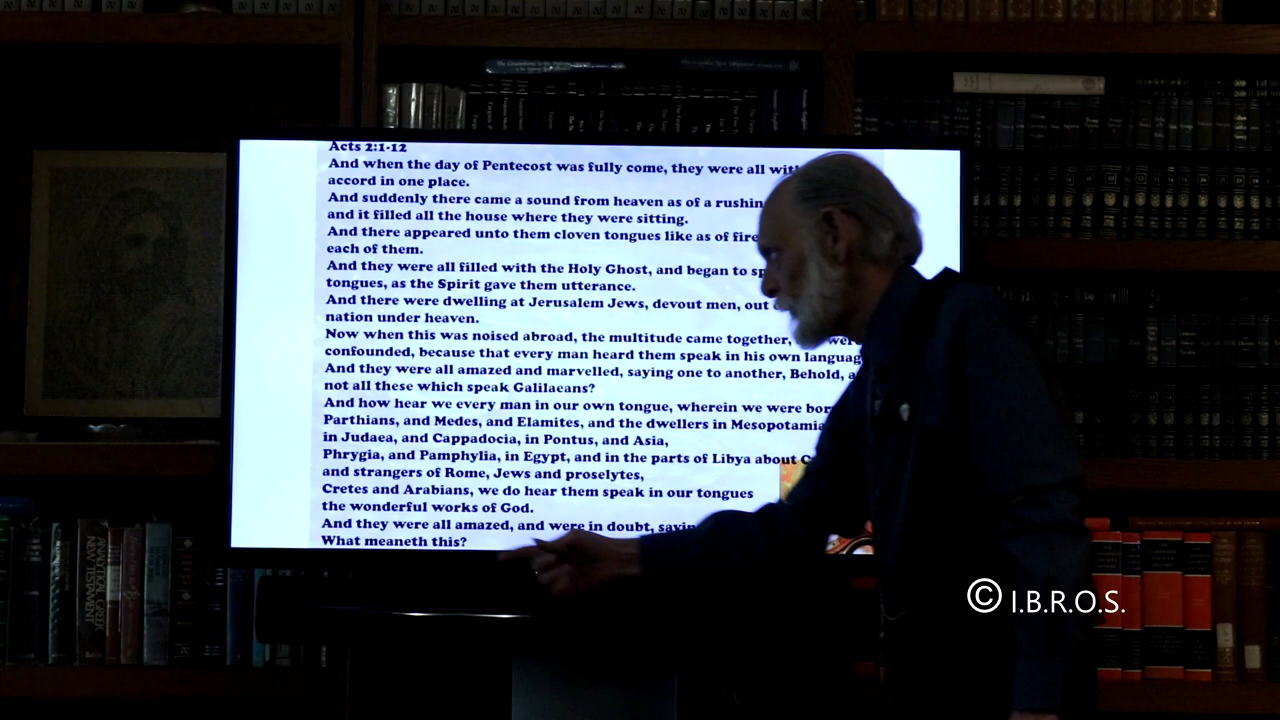 Acts 2:1-12
And when the day of Pentecost was fully come, they were all
accord in one place.
And suddenly there came a sound from heaven as of a
and it filled all the house where they were sitting.
And there appeared unto them cloven tongues like as of fire
each of them.
And they were all filled with the Holy Ghost, and began to
tongues, as the Spirit gave them utterance.
And there were dwelling at Jerusalem Jews, devout men, out
nation under heaven.
Now when this was noised abroad, the multitude came together,
confounded, because that every man heard them speak in his own
And they were all amazed and marvelled, saying one to another, Behold,
not all these which speak Galilaeans?
And how hear we every man in our own tongue, wherein we were
Parthians, and Medes, and Elamites, and the dwellers in Mesopotamia
in Judaea, and Cappadocia, in Pontus, and Asia,
Phrygia, and Pamphylia, in Egypt, and in the parts of Libya about
and strangers of Rome, Jews and proselytes,
Cretes and Arabians, we do hear them speak in our tongues
the wonderful works of God.
And they were all amazed, and were in doubt,
What meaneth this?
ANALYTICAL GREEK
NEW TESTAMENT
© I.B.R.O.S.